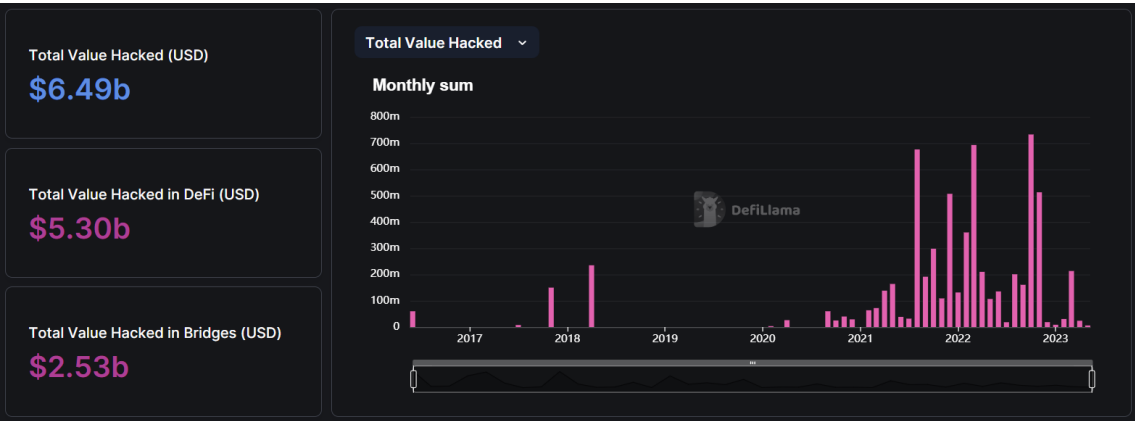 Total Value Hacked (USD)
$6.49b
Total Value Hacked in DeFi (USD)
$5.30b
Total Value Hacked in Bridges (USD)
$2.53b
Total Value Hacked
Monthly sum
800m
700m
600m
500m
400m
300m
200m
100m
0
DefiLlama
2017 2018 2019 2020 2021 2022 2023